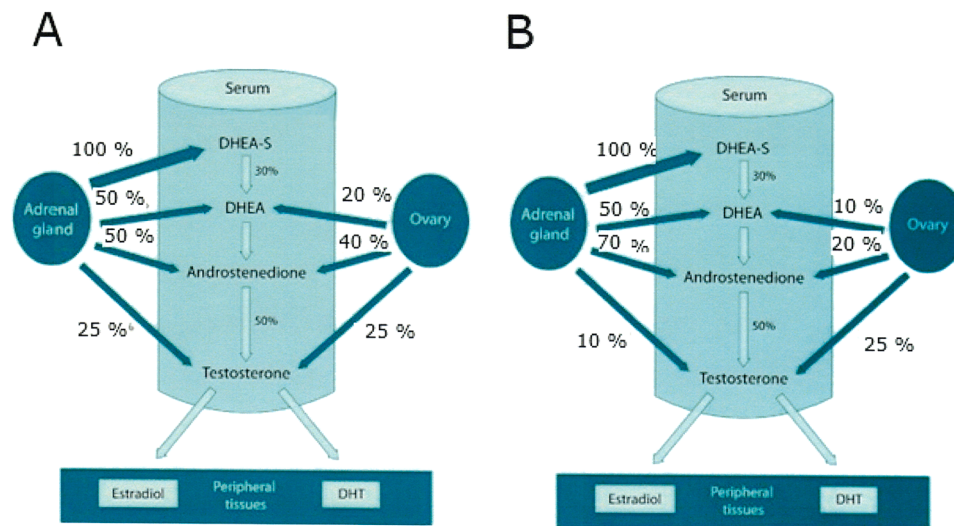 A
Serum
DHEA-S
100 %
30%
50 %
20 %
Adrenal
gland
DHEA
Ovary
50 %
40 %
Androstenedione
25 %
50%
25 %
Testosterone
Estradiol
Peripheral
tissues
DHT
B
Serum
DHEA-S
100 %
30%
50 %
10 %
Adrenal
gland
DHEA
Ovary
70 %
20 %
Androstenedione
10 %
50%
25 %
Testosterone
Estradiol
Peripheral
tissues
DHT